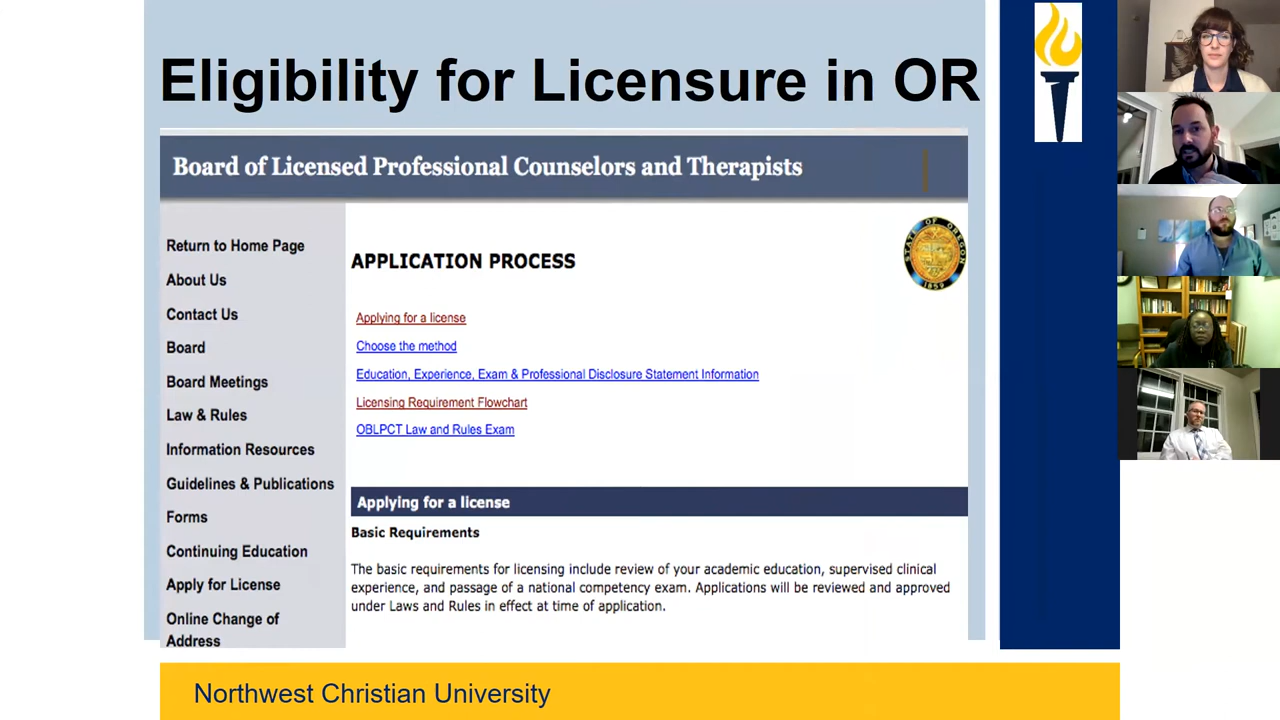 Eligibility for Licensure in OR
Board of Licensed Professional Counselors and Therapists
Return to Home Page
About Us
Contact Us
Board
Board Meetings
Law & Rules
Information Resources
Guidelines & Publications
Forms
Continuing Education
Apply for License
Online Change of
Address
APPLICATION PROCESS
STATE OF OREGON
1859
Applying for a license
Choose the method
Education, Experience, Exam & Professional Disclosure Statement Information
Licensing Requirement Flowchart
OBLPCT Law and Rules Exam
Applying for a license
Basic Requirements
The basic requirements for licensing include review of your academic education, supervised clinical
experience, and passage of a national competency exam. Applications will be reviewed and approved
under Laws and Rules in effect at time of application.
Northwest Christian University